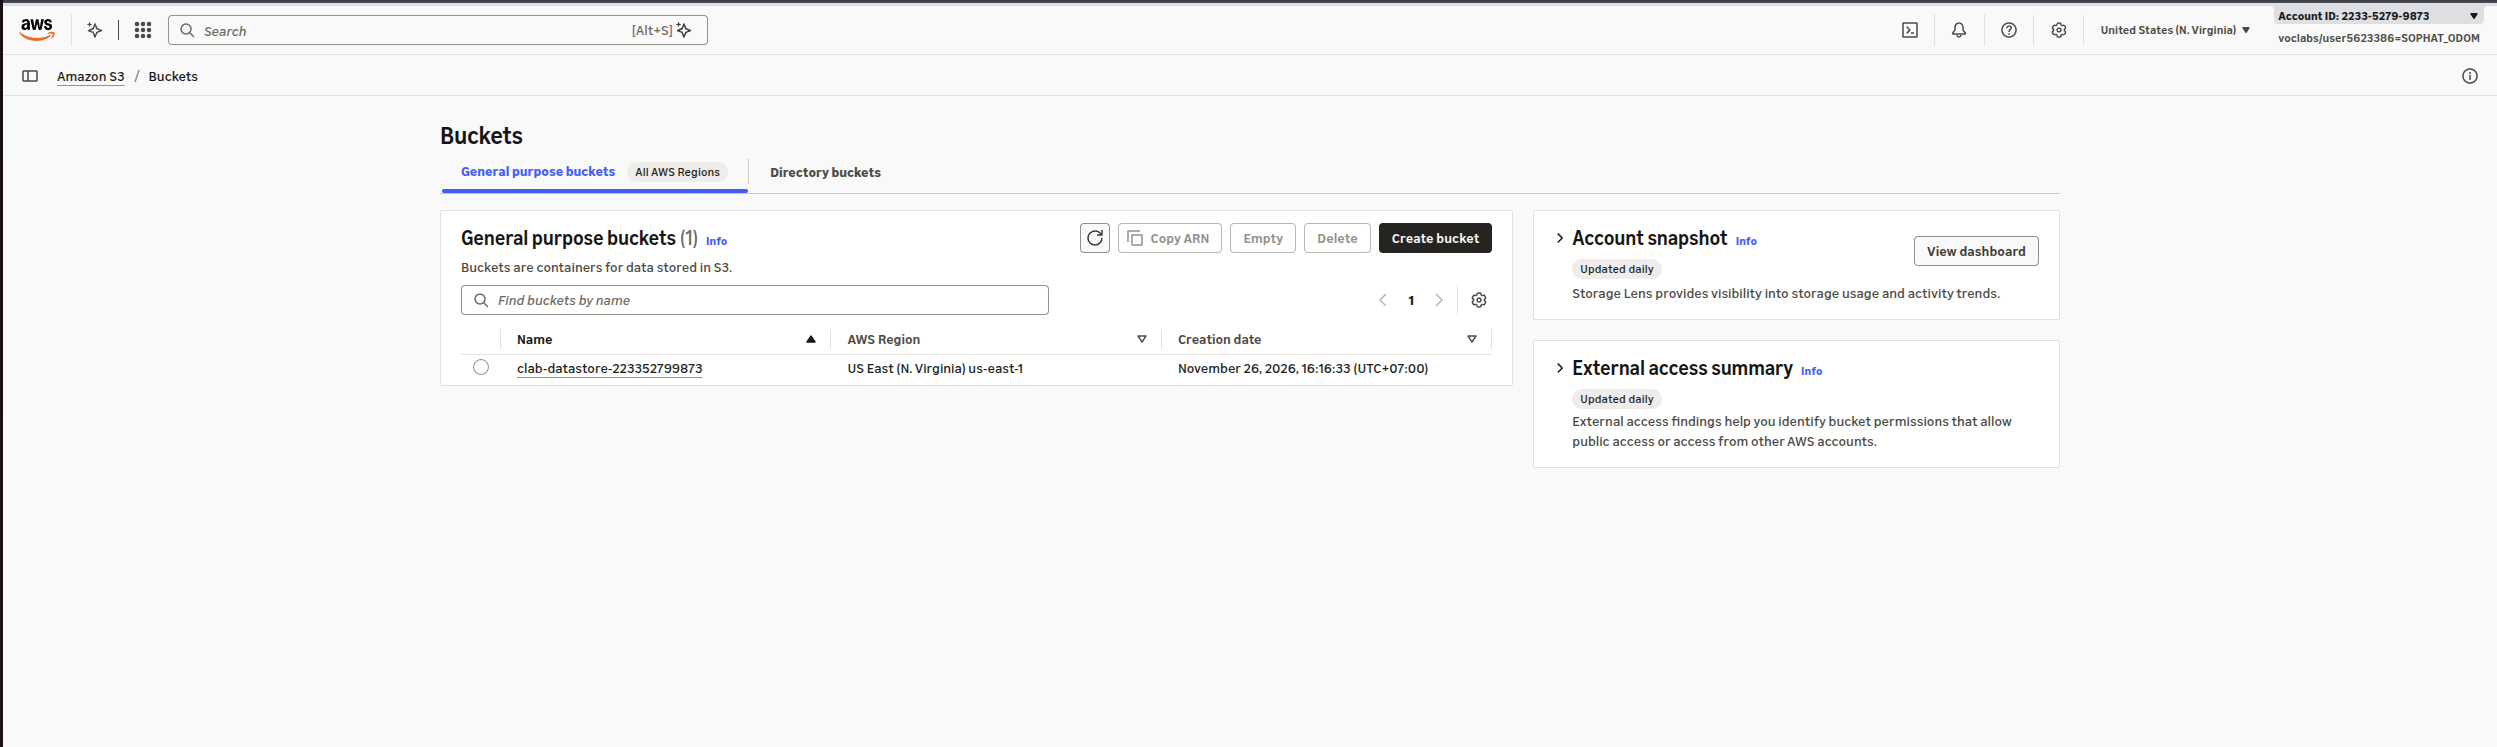 aws
Search [Alt+S]
United States (N. Virginia)
Account ID: 2233-5279-9873
voclabs/user5623386=SOPHAT_ODOM
Amazon S3 / Buckets
Buckets
General purpose buckets All AWS Regions Directory buckets
General purpose buckets (1) Info
Copy ARN Empty Delete Create bucket
Buckets are containers for data stored in S3.
Find buckets by name
1
Name AWS Region Creation date
clab-datastore-223352799873 US East (N. Virginia) us-east-1 November 26, 2026, 16:16:33 (UTC+07:00)
Account snapshot Info
View dashboard
Updated daily
Storage Lens provides visibility into storage usage and activity trends.
External access summary Info
Updated daily
External access findings help you identify bucket permissions that allow
public access or access from other AWS accounts.